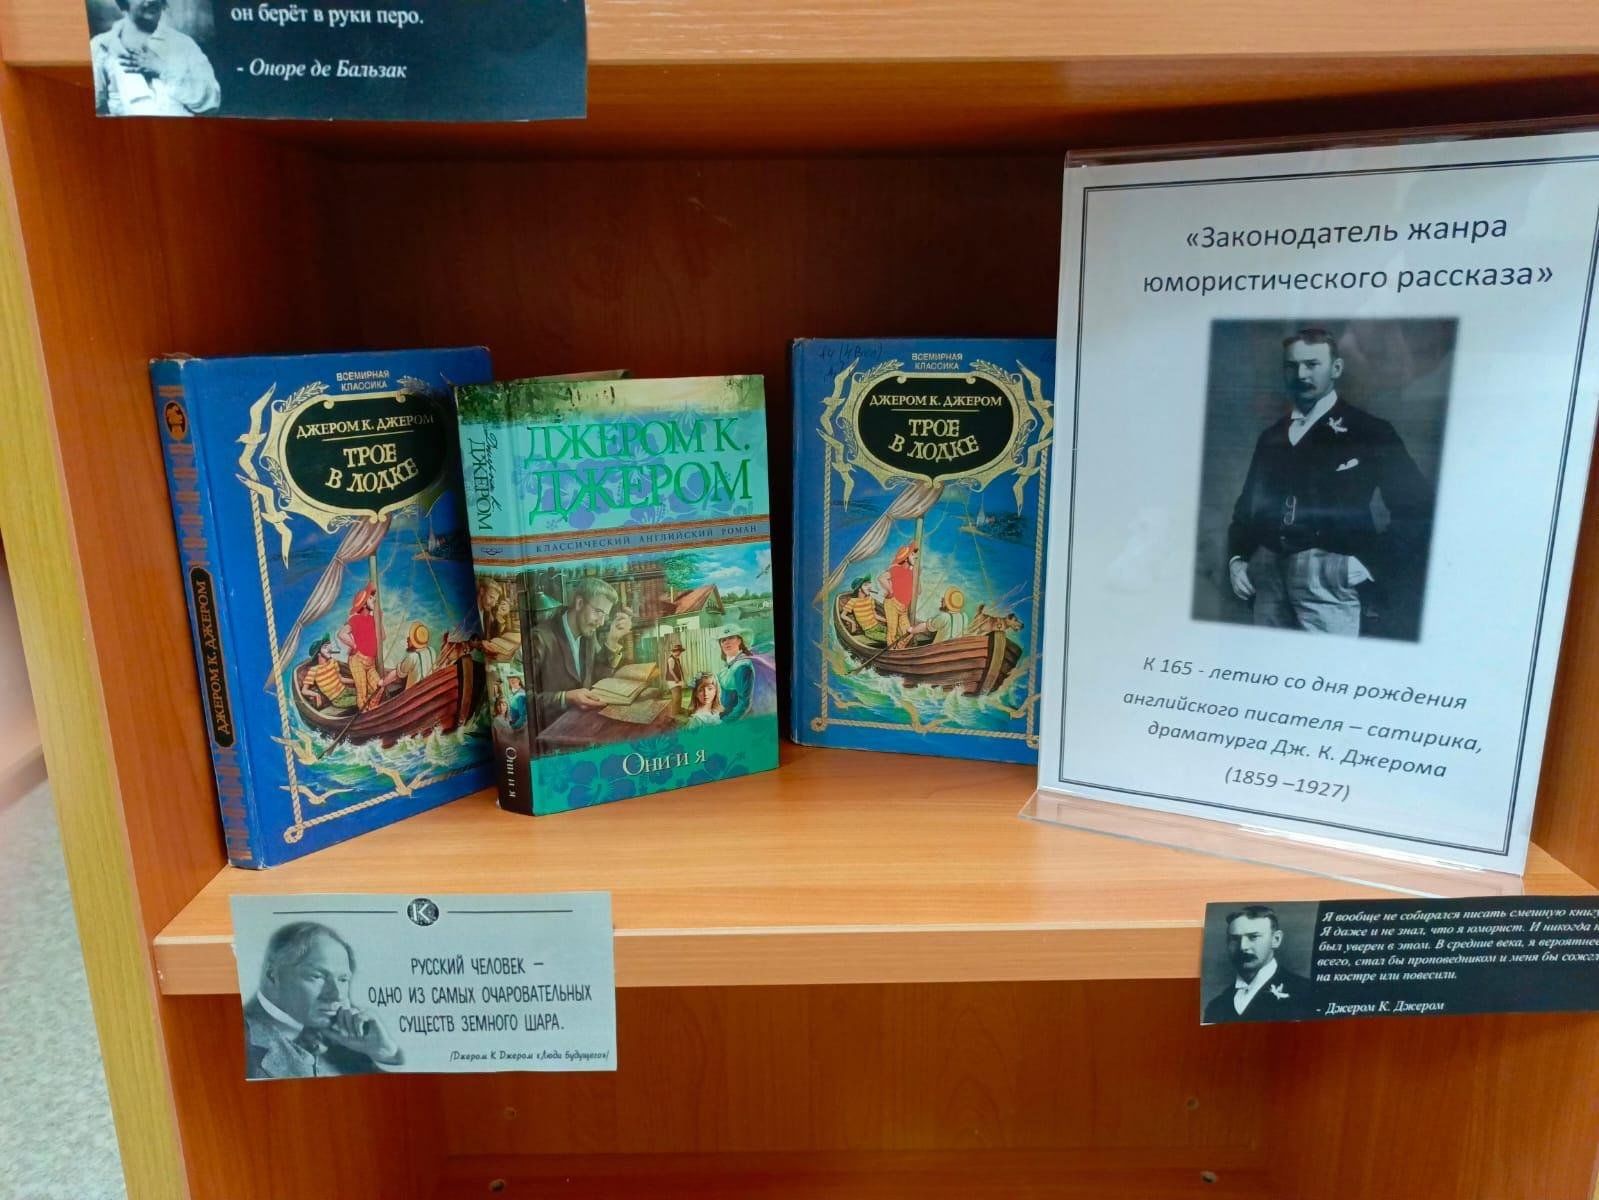 он берёт в руки перо.
- Оноре де Бальзак
ВСЕМИРНАЯ
КЛАССИКА
ДЖЕРОМ К. ДЖЕРОМ
ТРОЕ
В ЛОДКЕ
ДЖЕРОМ К. ДЖЕРОМ
ДЖЕРОМ К.
ДЖЕРОМ
КЛАССИЧЕСКИЙ АНГЛИЙСКИЙ РОМАН
Они и я
ДЖЕРОМ
Они и я
ВСЕМИРНАЯ
КЛАССИКА
ДЖЕРОМ К. ДЖЕРОМ
ТРОЕ
В ЛОДКЕ
«Законодатель жанра
юмористического рассказа»
К 165 - летию со дня рождения
английского писателя – сатирика,
драматурга Дж. К. Джерома
(1859 –1927)
К
РУССКИЙ ЧЕЛОВЕК –
ОДНО ИЗ САМЫХ ОЧАРОВАТЕЛЬНЫХ
СУЩЕСТВ ЗЕМНОГО ШАРА.
/Джером К Джером «Люди будущего»/
Я вообще не собирался писать смешную книгу
Я даже и не знал, что я юморист. И никогда
был уверен в этом. В средние века, я вероятнее
всего, стал бы проповедником и меня бы
на костре или повесили.
- Джером К. Джером